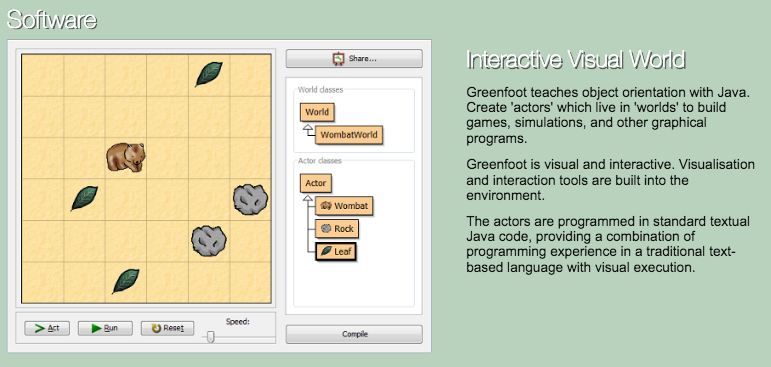 Software
Share...
World classes
World
WombatWorld
Actor classes
Actor
Wombat
Rock
Leaf
Act
Run
Reset
Speed:
Compile
Interactive Visual World
Greenfoot teaches object orientation with Java.
Create 'actors' which live in 'worlds' to build
games, simulations, and other graphical
programs.
Greenfoot is visual and interactive. Visualisation
and interaction tools are built into the
environment.
The actors are programmed in standard textual
Java code, providing a combination of
programming experience in a traditional text-
based language with visual execution.